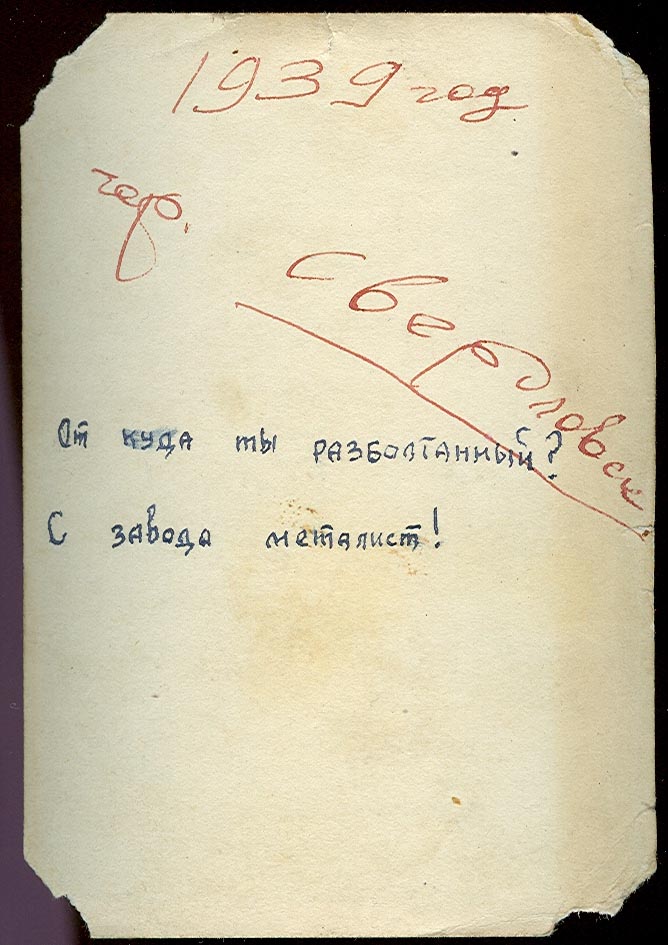 1939 год
гор.
Свердловск
От куда ты разболтанный?
С завода металист!